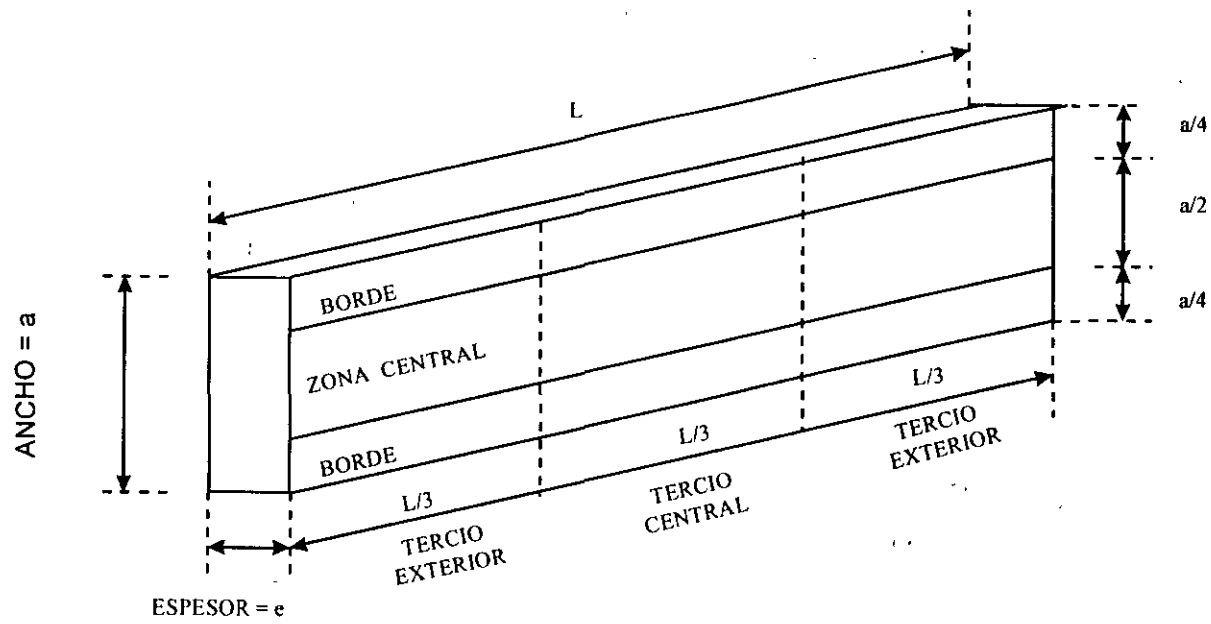 L
a/4
a/2
a/4
ANCHO = a
BORDE
ZONA CENTRAL
BORDE
L/3
TERCIO
EXTERIOR
L/3
TERCIO
CENTRAL
L/3
TERCIO
EXTERIOR
ESPESOR = e